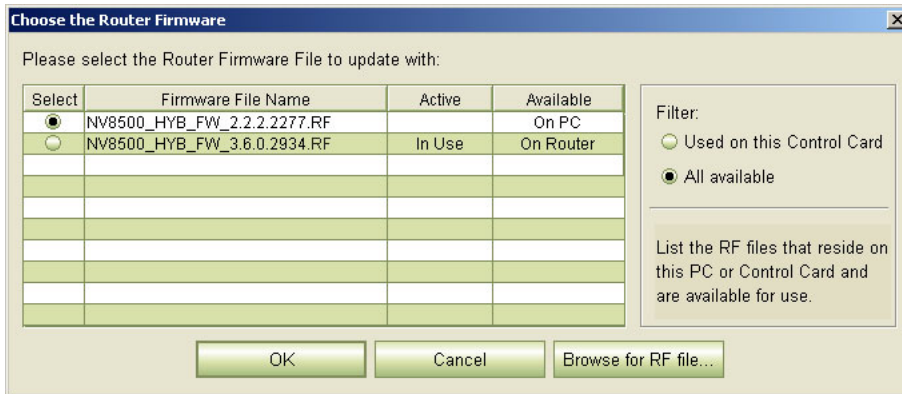 Choose the Router Firmware
Please select the Router Firmware File to update with:
Select Firmware File Name Active Available
NV8500_HYB_FW_2.2.2.2277.RF On PC
NV8500_HYB_FW_3.6.0.2934.RF In Use On Router
Filter:
Used on this Control Card
All available
List the RF files that reside on
this PC or Control Card and
are available for use.
OK Cancel Browse for RF file...